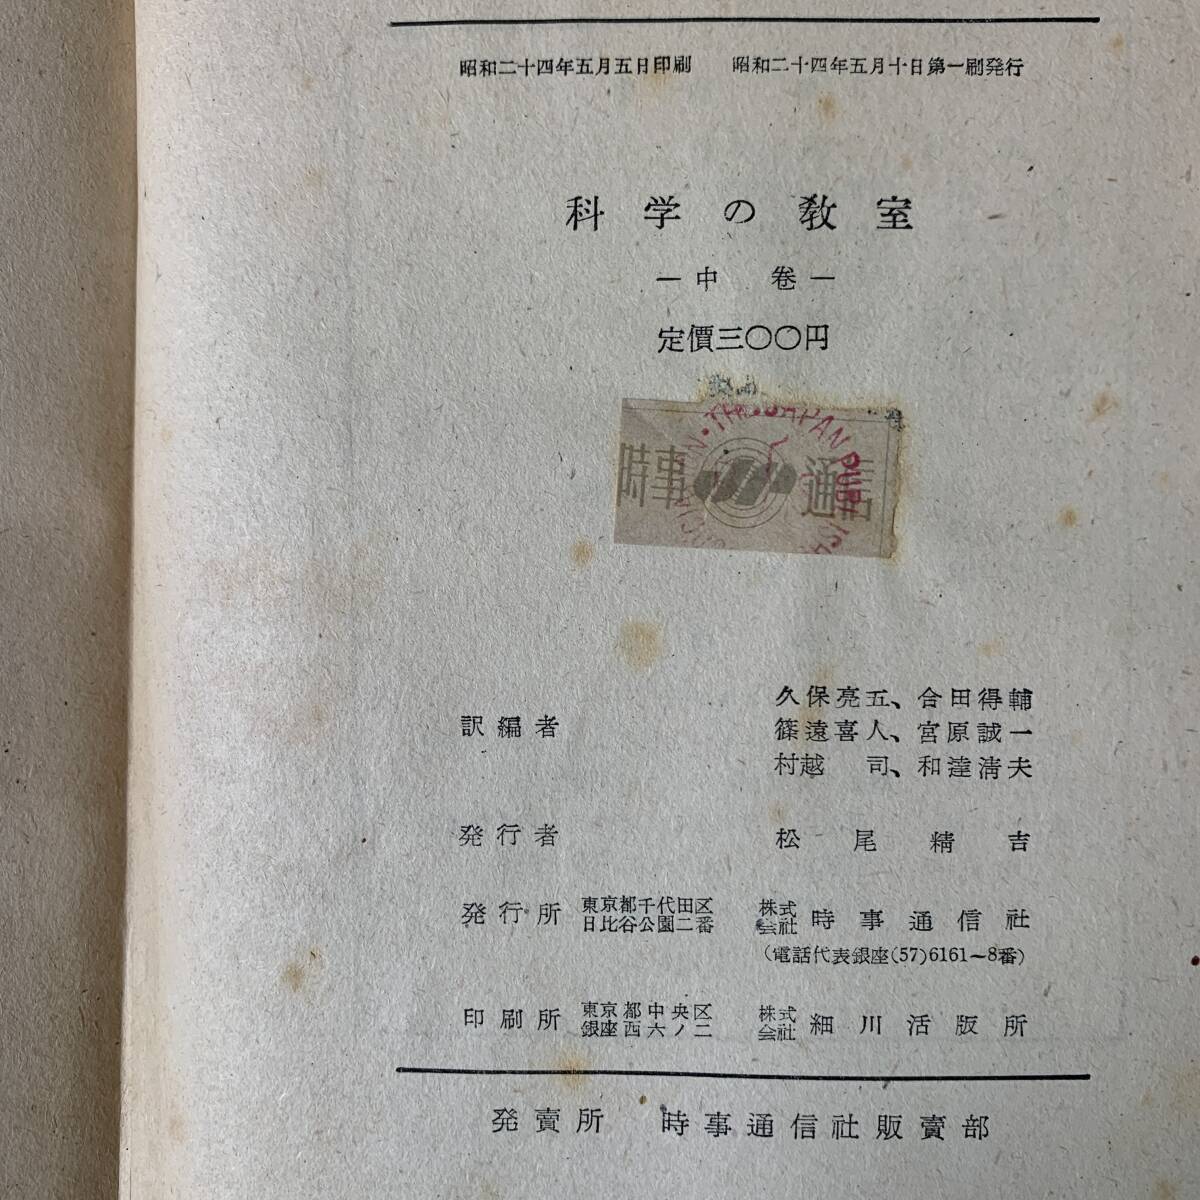 昭和二十四年五月五日印刷 昭和二十四年五月十日第一刷発行
科学の教室
—中 巻—
定價三〇〇円
THE JAPAN PUBLICA
時事 通信
訳編者
久保亮五、合田得輔
篠遠喜人、宮原誠一
村越 司、和達清夫
発行者 松尾精吉
発行所 東京都千代田区日比谷公園二番 株式会社 時事通信社
(電話代表銀座(57)6161〜8番)
印刷所 東京都中央区銀座西六ノ二 株式会社 細川活版所
発売所 時事通信社販賣部